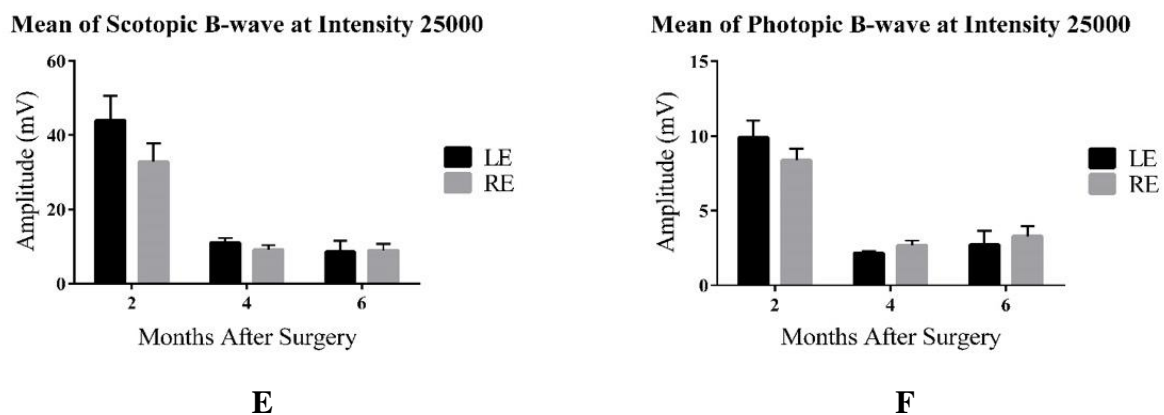 Mean of Scotopic B-wave at Intensity 25000
60
40
20
0
Amplitude (mV)
2 4 6
Months After Surgery
LE
RE
E
Mean of Photopic B-wave at Intensity 25000
15
10
5
0
Amplitude (mV)
2 4 6
Months After Surgery
LE
RE
F